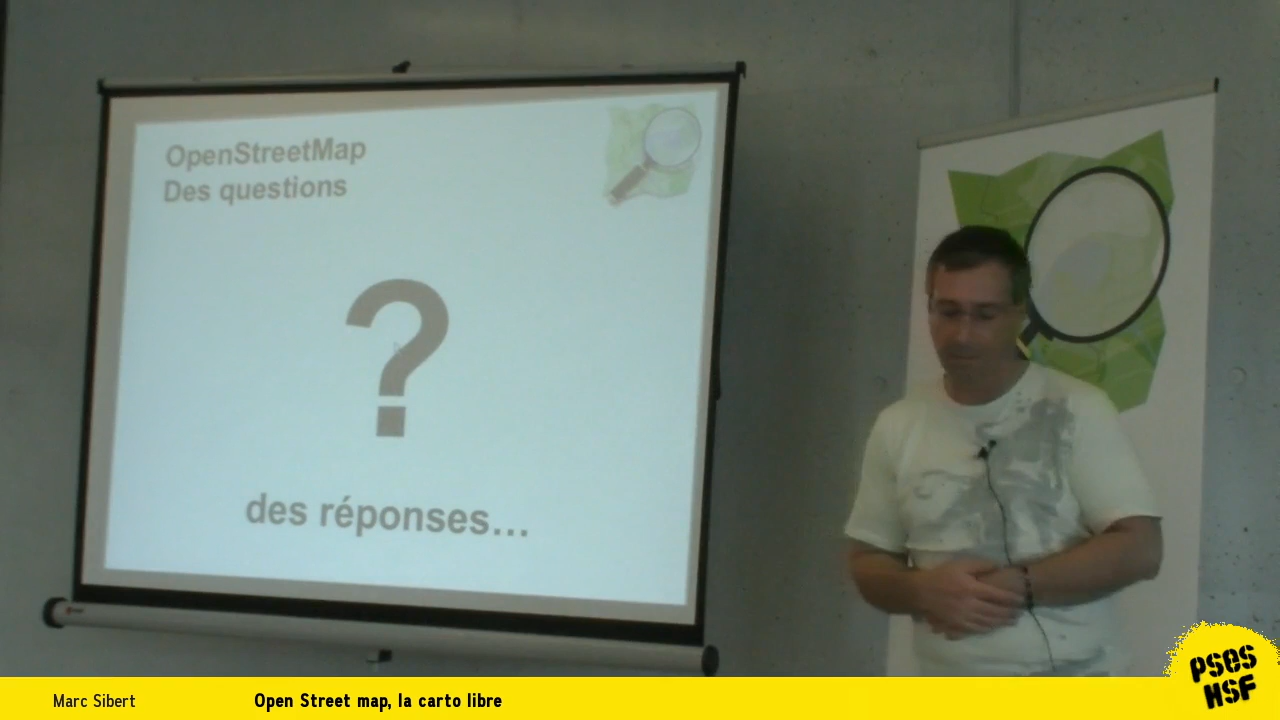 OpenStreetMap
Des questions
?
des réponses...
Marc Sibert
Open Street map, la carto libre
PSES
HSF